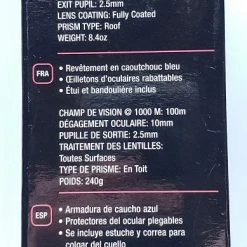 EXIT PUPIL: 2.5mm
LENS COATING: Fully Coated
PRISM TYPE: Roof
WEIGHT: 8.4oz
FRA
• Revêtement en caoutchouc bleu
• Œilletons d'oculaires rabattables
• Étui et bandoulière inclus
CHAMP DE VISION @ 1000 M: 100m
DÉGAGEMENT OCULAIRE: 10mm
PUPILLE DE SORTIE: 2.5mm
TRAITEMENT DES LENTILLES:
Toutes Surfaces
TYPE DE PRISME: En Toit
POIDS: 240g
ESP
• Armadura de caucho azul
• Protectores del ocular plegables
• Se incluye estuche y correa para
colgar del cuello